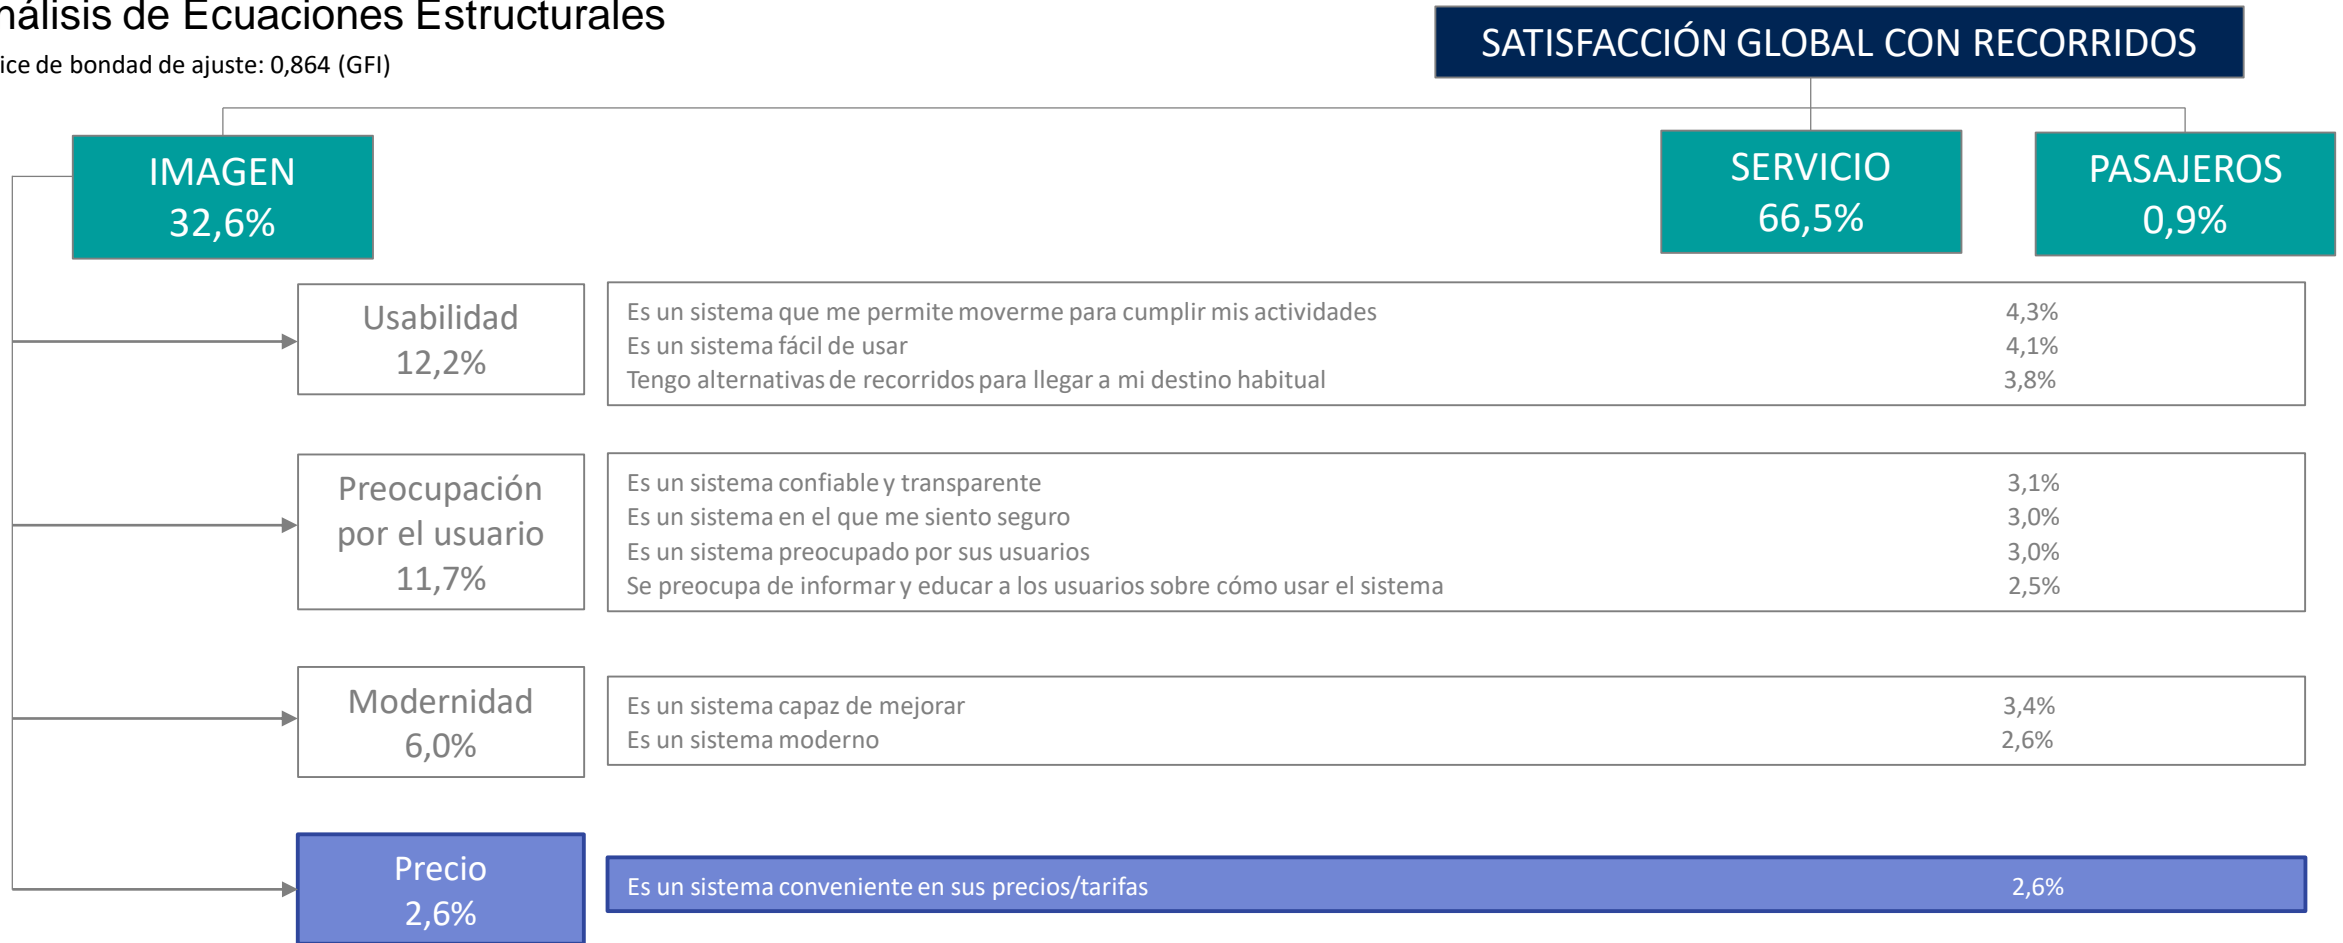 nálisis de Ecuaciones Estructurales
ice de bondad de ajuste: 0,864 (GFI)
SATISFACCIÓN GLOBAL CON RECORRIDOS
IMAGEN
32,6%
SERVICIO
66,5%
PASAJEROS
0,9%
Usabilidad
12,2%
Es un sistema que me permite moverme para cumplir mis actividades 4,3%
Es un sistema fácil de usar 4,1%
Tengo alternativas de recorridos para llegar a mi destino habitual 3,8%
Preocupación
por el usuario
11,7%
Es un sistema confiable y transparente 3,1%
Es un sistema en el que me siento seguro 3,0%
Es un sistema preocupado por sus usuarios 3,0%
Se preocupa de informar y educar a los usuarios sobre cómo usar el sistema 2,5%
Modernidad
6,0%
Es un sistema capaz de mejorar 3,4%
Es un sistema moderno 2,6%
Precio
2,6%
Es un sistema conveniente en sus precios/tarifas 2,6%